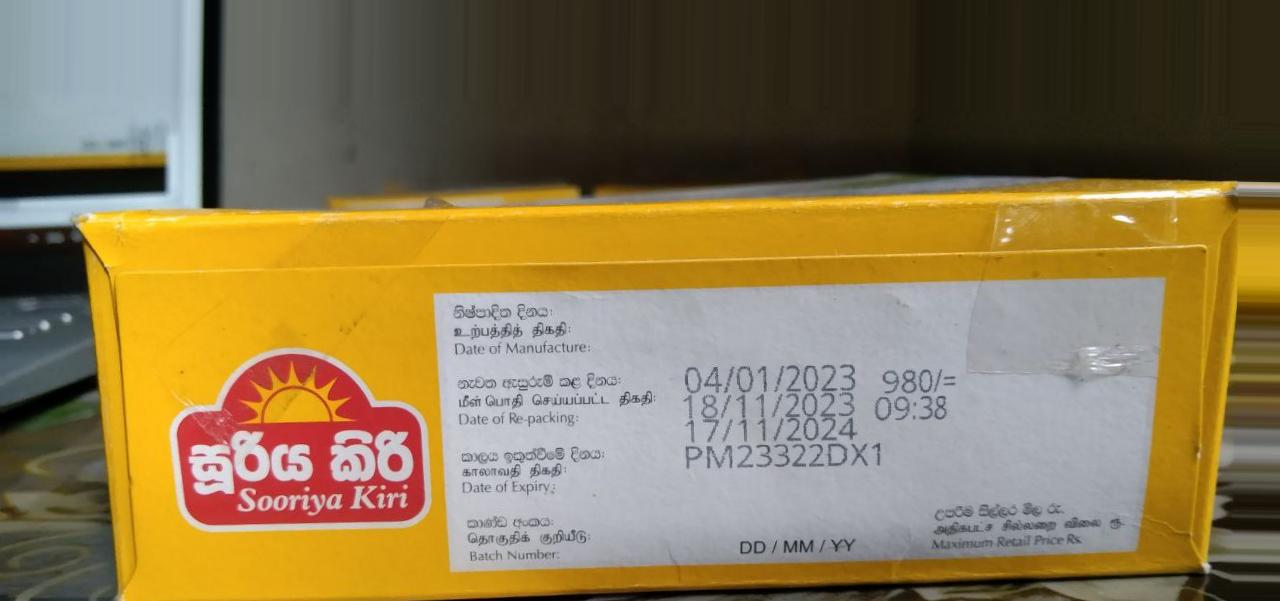 සූරිය කිරි
Sooriya Kiri
නිෂ්පාදිත දිනය:
உற்பத்தித் திகதி:
Date of Manufacture:
නැවත ඇසුරුම් කළ දිනය:
மீள் பொதி செய்யப்பட்ட திகதி:
Date of Re-packing:
කාලය ඉකුත්වීමේ දිනය:
காலாவதி திகதி:
Date of Expiry:
කාණ්ඩ අංකය:
தொகுதிக் குறியீடு:
Batch Number:
04/01/2023 980/=
18/11/2023 09:38
17/11/2024
PM23322DX1
DD / MM / YY
උපරිම සිල්ලර මිල රු.
அதிகபட்ச சில்லறை விலை ரூ.
Maximum Retail Price Rs.